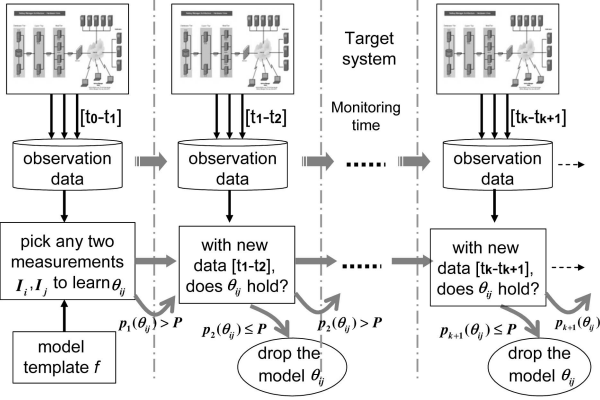 Target
system
[t0-t1]
[t1-t2]
Monitoring
time
[tk-tk+1]
observation
data
observation
data
observation
data
pick any two
measurements
Ii, Ij to learn θij
with new
data [t1-t2],
does θij hold?
with new
data [tk-tk+1],
does θij hold?
p1(θij) > P
p2(θij) ≤ P
p2(θij) > P
pk+1(θij) ≤ P
pk+1(θij)
model
template f
drop the
model θij
drop the
model θij